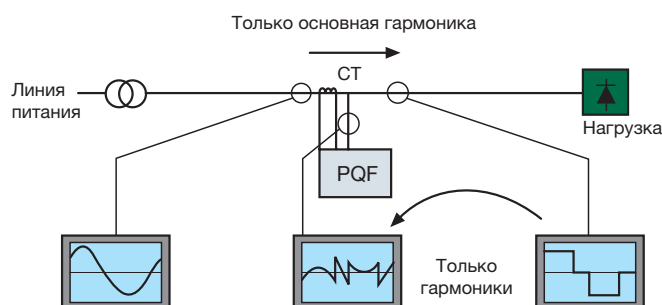 Только основная гармоника
CT
Линия
питания
Нагрузка
PQF
Только
гармоники